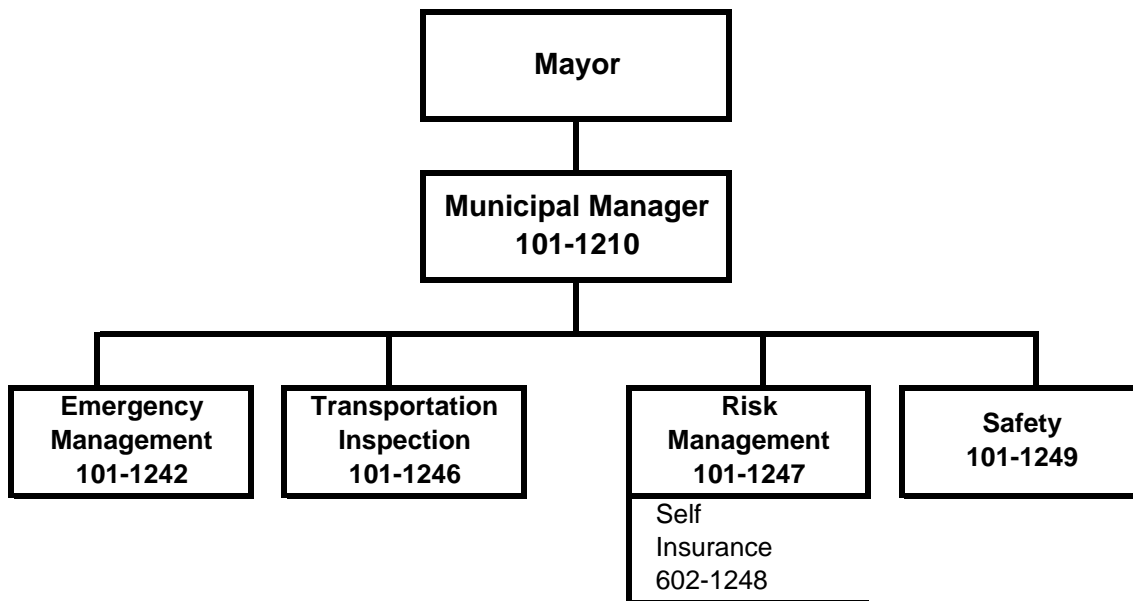 Mayor
Municipal Manager
101-1210
Emergency
Management
101-1242
Transportation
Inspection
101-1246
Risk
Management
101-1247
Self
Insurance
602-1248
Safety
101-1249